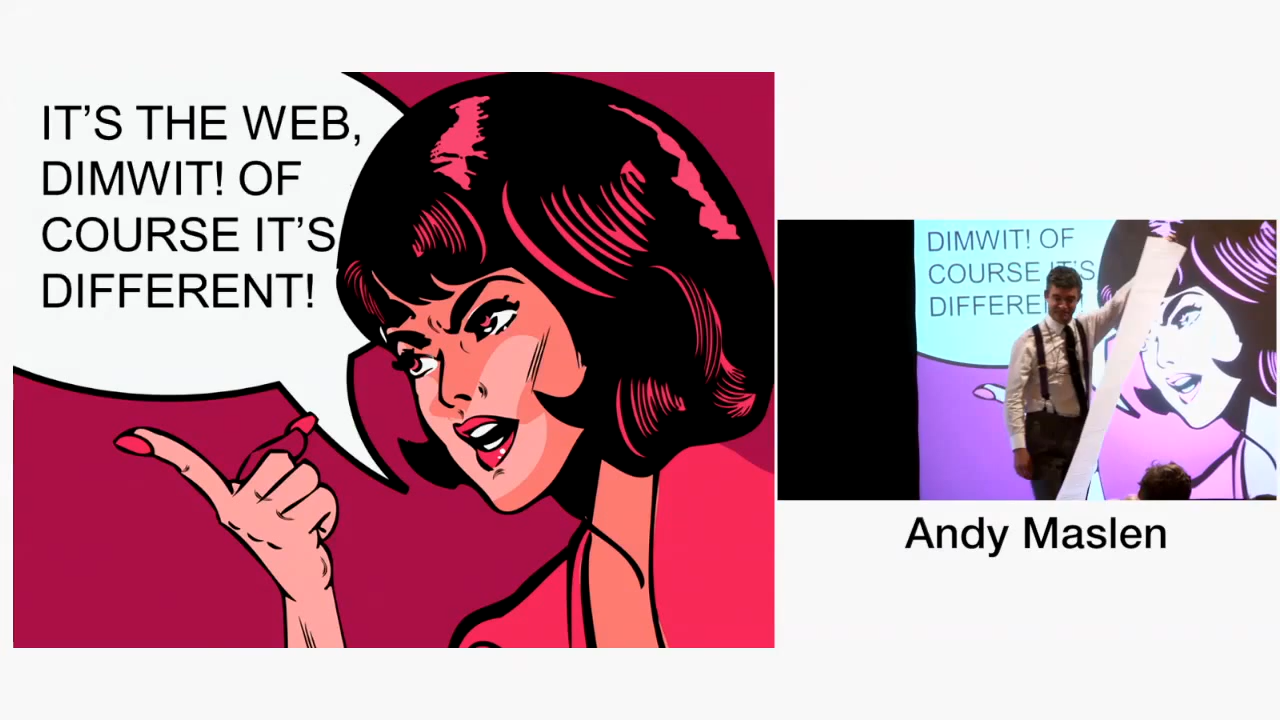 IT'S THE WEB,
DIMWIT! OF
COURSE IT'S
DIFFERENT!
DIMWIT! OF
COURSE IT'S
DIFFERE
Andy Maslen